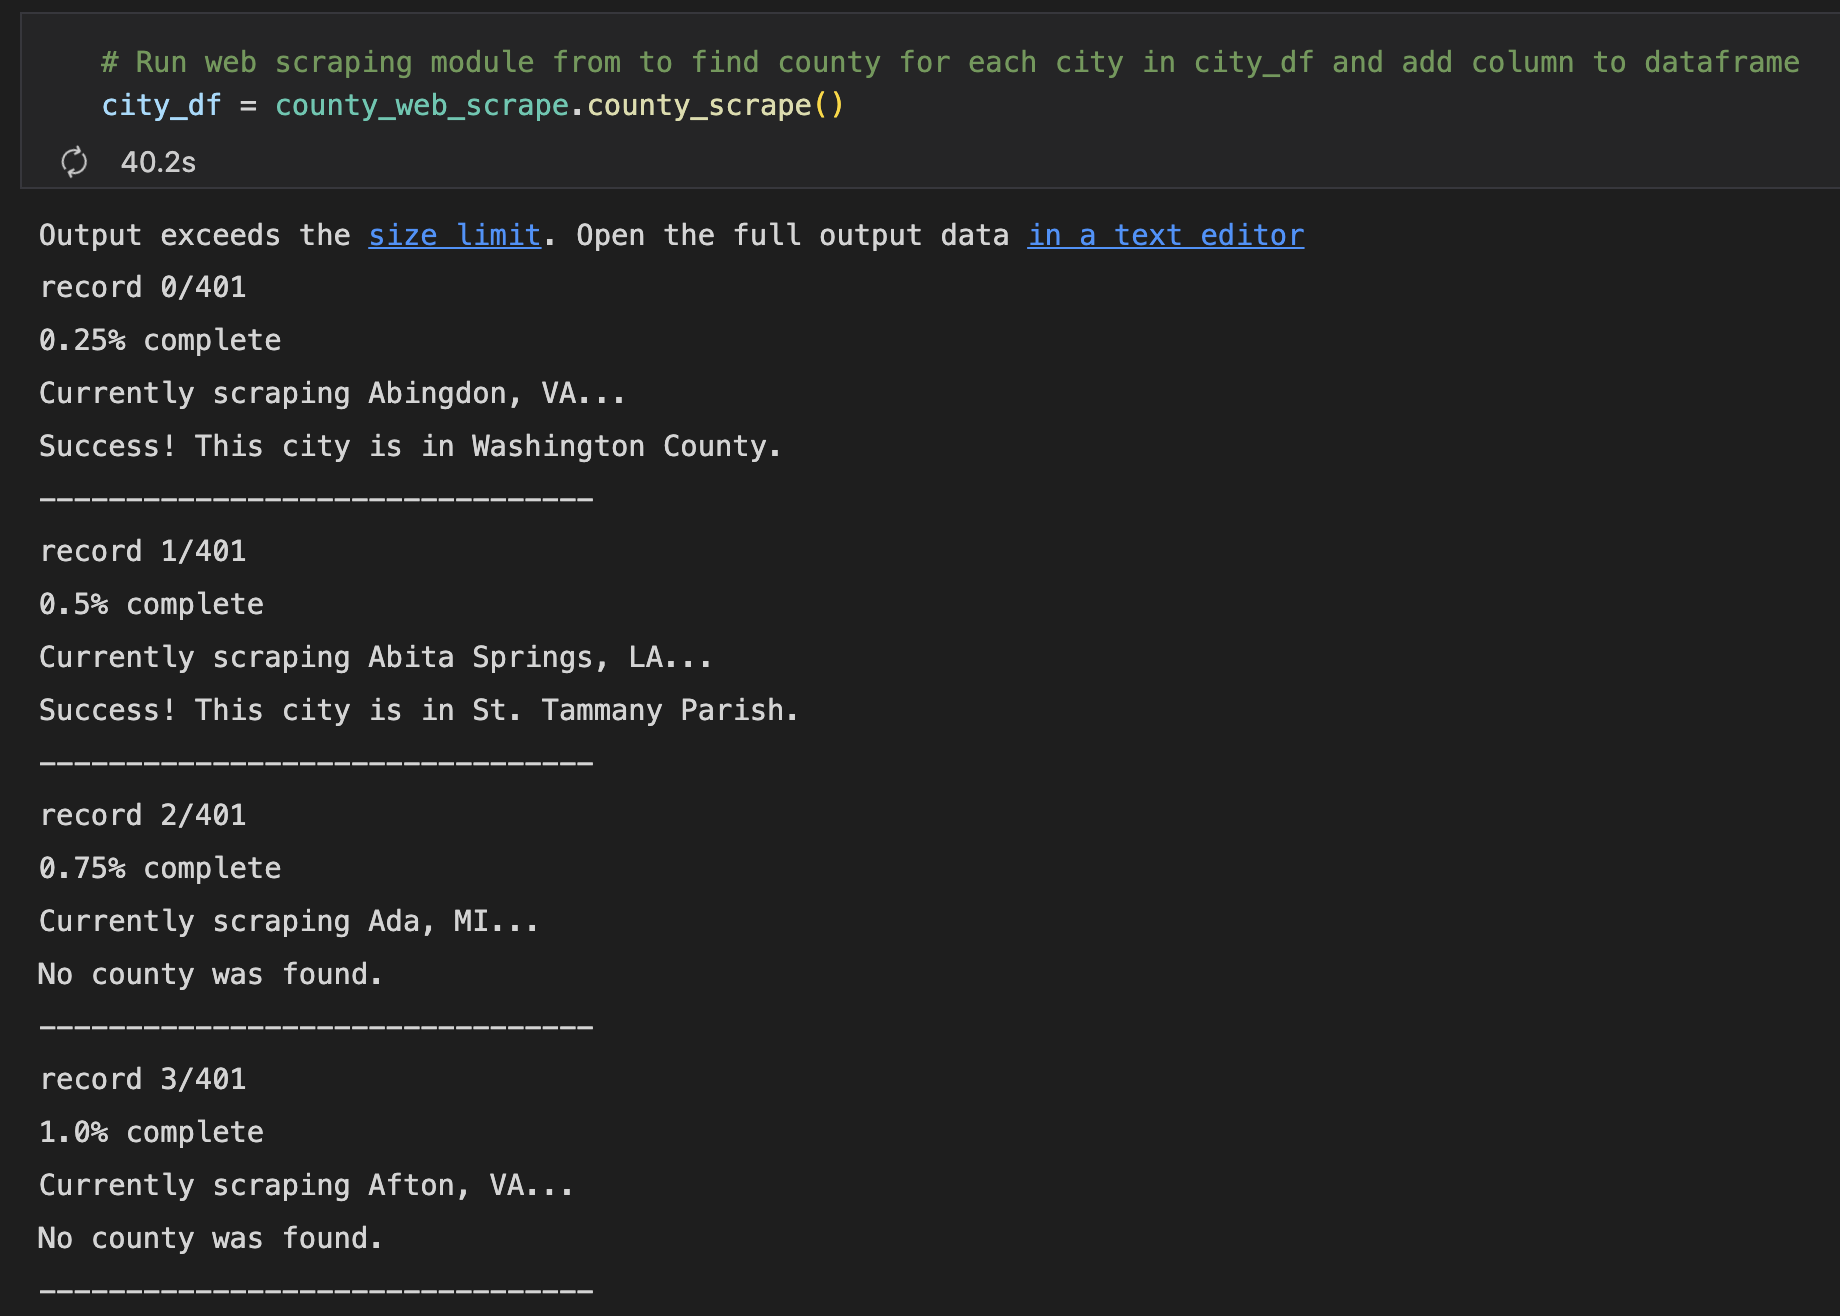 # Run web scraping module from to find county for each city in city_df and add column to dataframe
city_df = county_web_scrape.county_scrape()
40.2s
Output exceeds the size limit. Open the full output data in a text editor
record 0/401
0.25% complete
Currently scraping Abingdon, VA...
Success! This city is in Washington County.
--------------------------------
record 1/401
0.5% complete
Currently scraping Abita Springs, LA...
Success! This city is in St. Tammany Parish.
--------------------------------
record 2/401
0.75% complete
Currently scraping Ada, MI...
No county was found.
--------------------------------
record 3/401
1.0% complete
Currently scraping Afton, VA...
No county was found.
--------------------------------